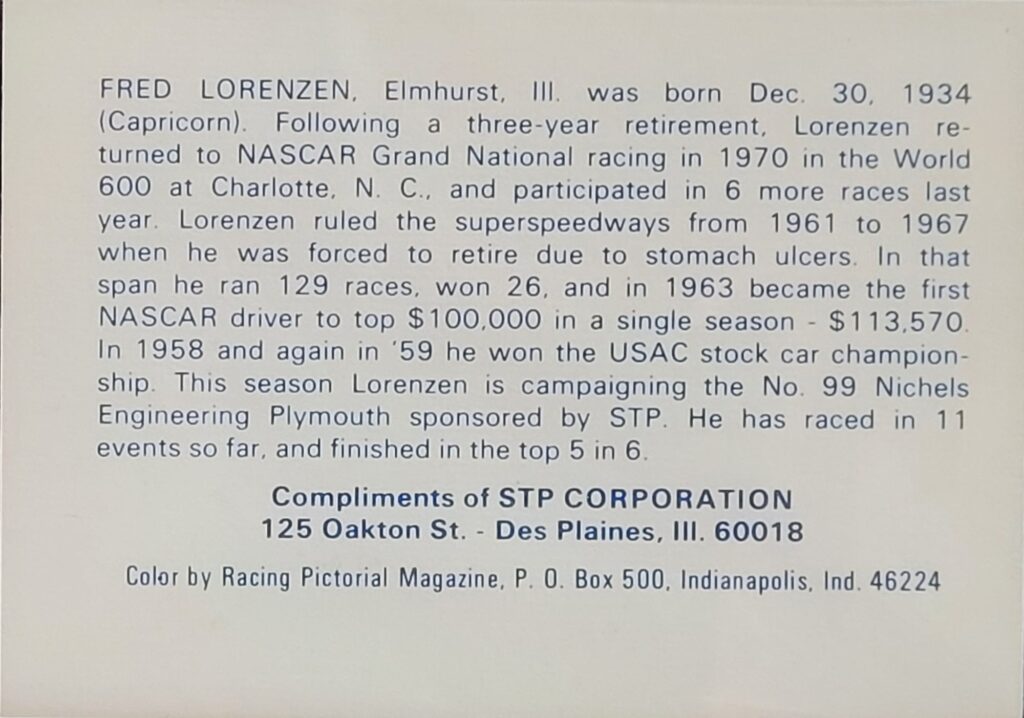 FRED LORENZEN, Elmhurst, Ill. was born Dec. 30, 1934
(Capricorn). Following a three-year retirement, Lorenzen re-
turned to NASCAR Grand National racing in 1970 in the World
600 at Charlotte, N. C., and participated in 6 more races last
year. Lorenzen ruled the superspeedways from 1961 to 1967
when he was forced to retire due to stomach ulcers. In that
span he ran 129 races, won 26, and in 1963 became the first
NASCAR driver to top $100,000 in a single season - $113,570.
In 1958 and again in '59 he won the USAC stock car champion-
ship. This season Lorenzen is campaigning the No. 99 Nichels
Engineering Plymouth sponsored by STP. He has raced in 11
events so far, and finished in the top 5 in 6.
Compliments of STP CORPORATION
125 Oakton St. - Des Plaines, Ill. 60018
Color by Racing Pictorial Magazine, P. O. Box 500, Indianapolis, Ind. 46224